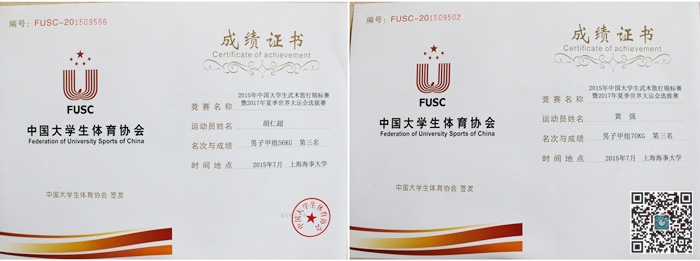 编号：FUSC-201509556
成绩证书
Certificate of achievement
FUSC
中国大学生体育协会
Federation of University Sports of China
中国大学生体育协会 签发
竞赛名称
2015年中国大学生武术散打锦标赛
暨2017年夏季世界大运会选拔赛
运动员姓名 胡仁超
名次与成绩 男子甲组56KG 第三名
时间地点 2015年7月 上海海事大学
中国大学生体育协会
编号：FUSC-201509502
成绩证书
Certificate of achievement
FUSC
中国大学生体育协会
Federation of University Sports of China
中国大学生体育协会 签发
竞赛名称
2015年中国大学生武术散打锦标赛
暨2017年夏季世界大运会选拔赛
运动员姓名 黄 强
名次与成绩 男子甲组70KG 第三名
时间地点 2015年7月 上海海事大学